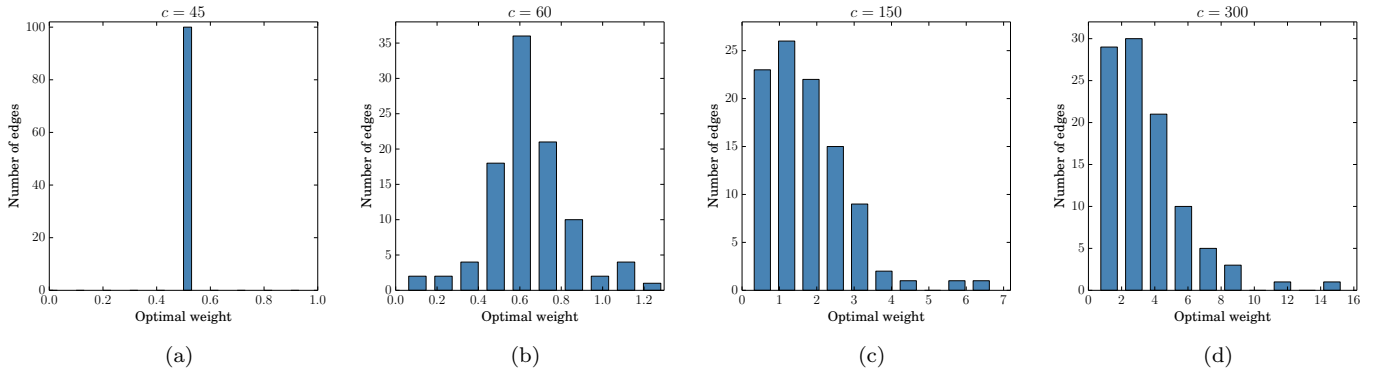 c = 45
100
80
60
40
20
0
0.0 0.2 0.4 0.6 0.8 1.0
Number of edges
Optimal weight
(a)
c = 60
35
30
25
20
15
10
5
0
0.0 0.2 0.4 0.6 0.8 1.0 1.2
Number of edges
Optimal weight
(b)
c = 150
25
20
15
10
5
0
0 1 2 3 4 5 6 7
Number of edges
Optimal weight
(c)
c = 300
30
25
20
15
10
5
0
0 2 4 6 8 10 12 14 16
Number of edges
Optimal weight
(d)